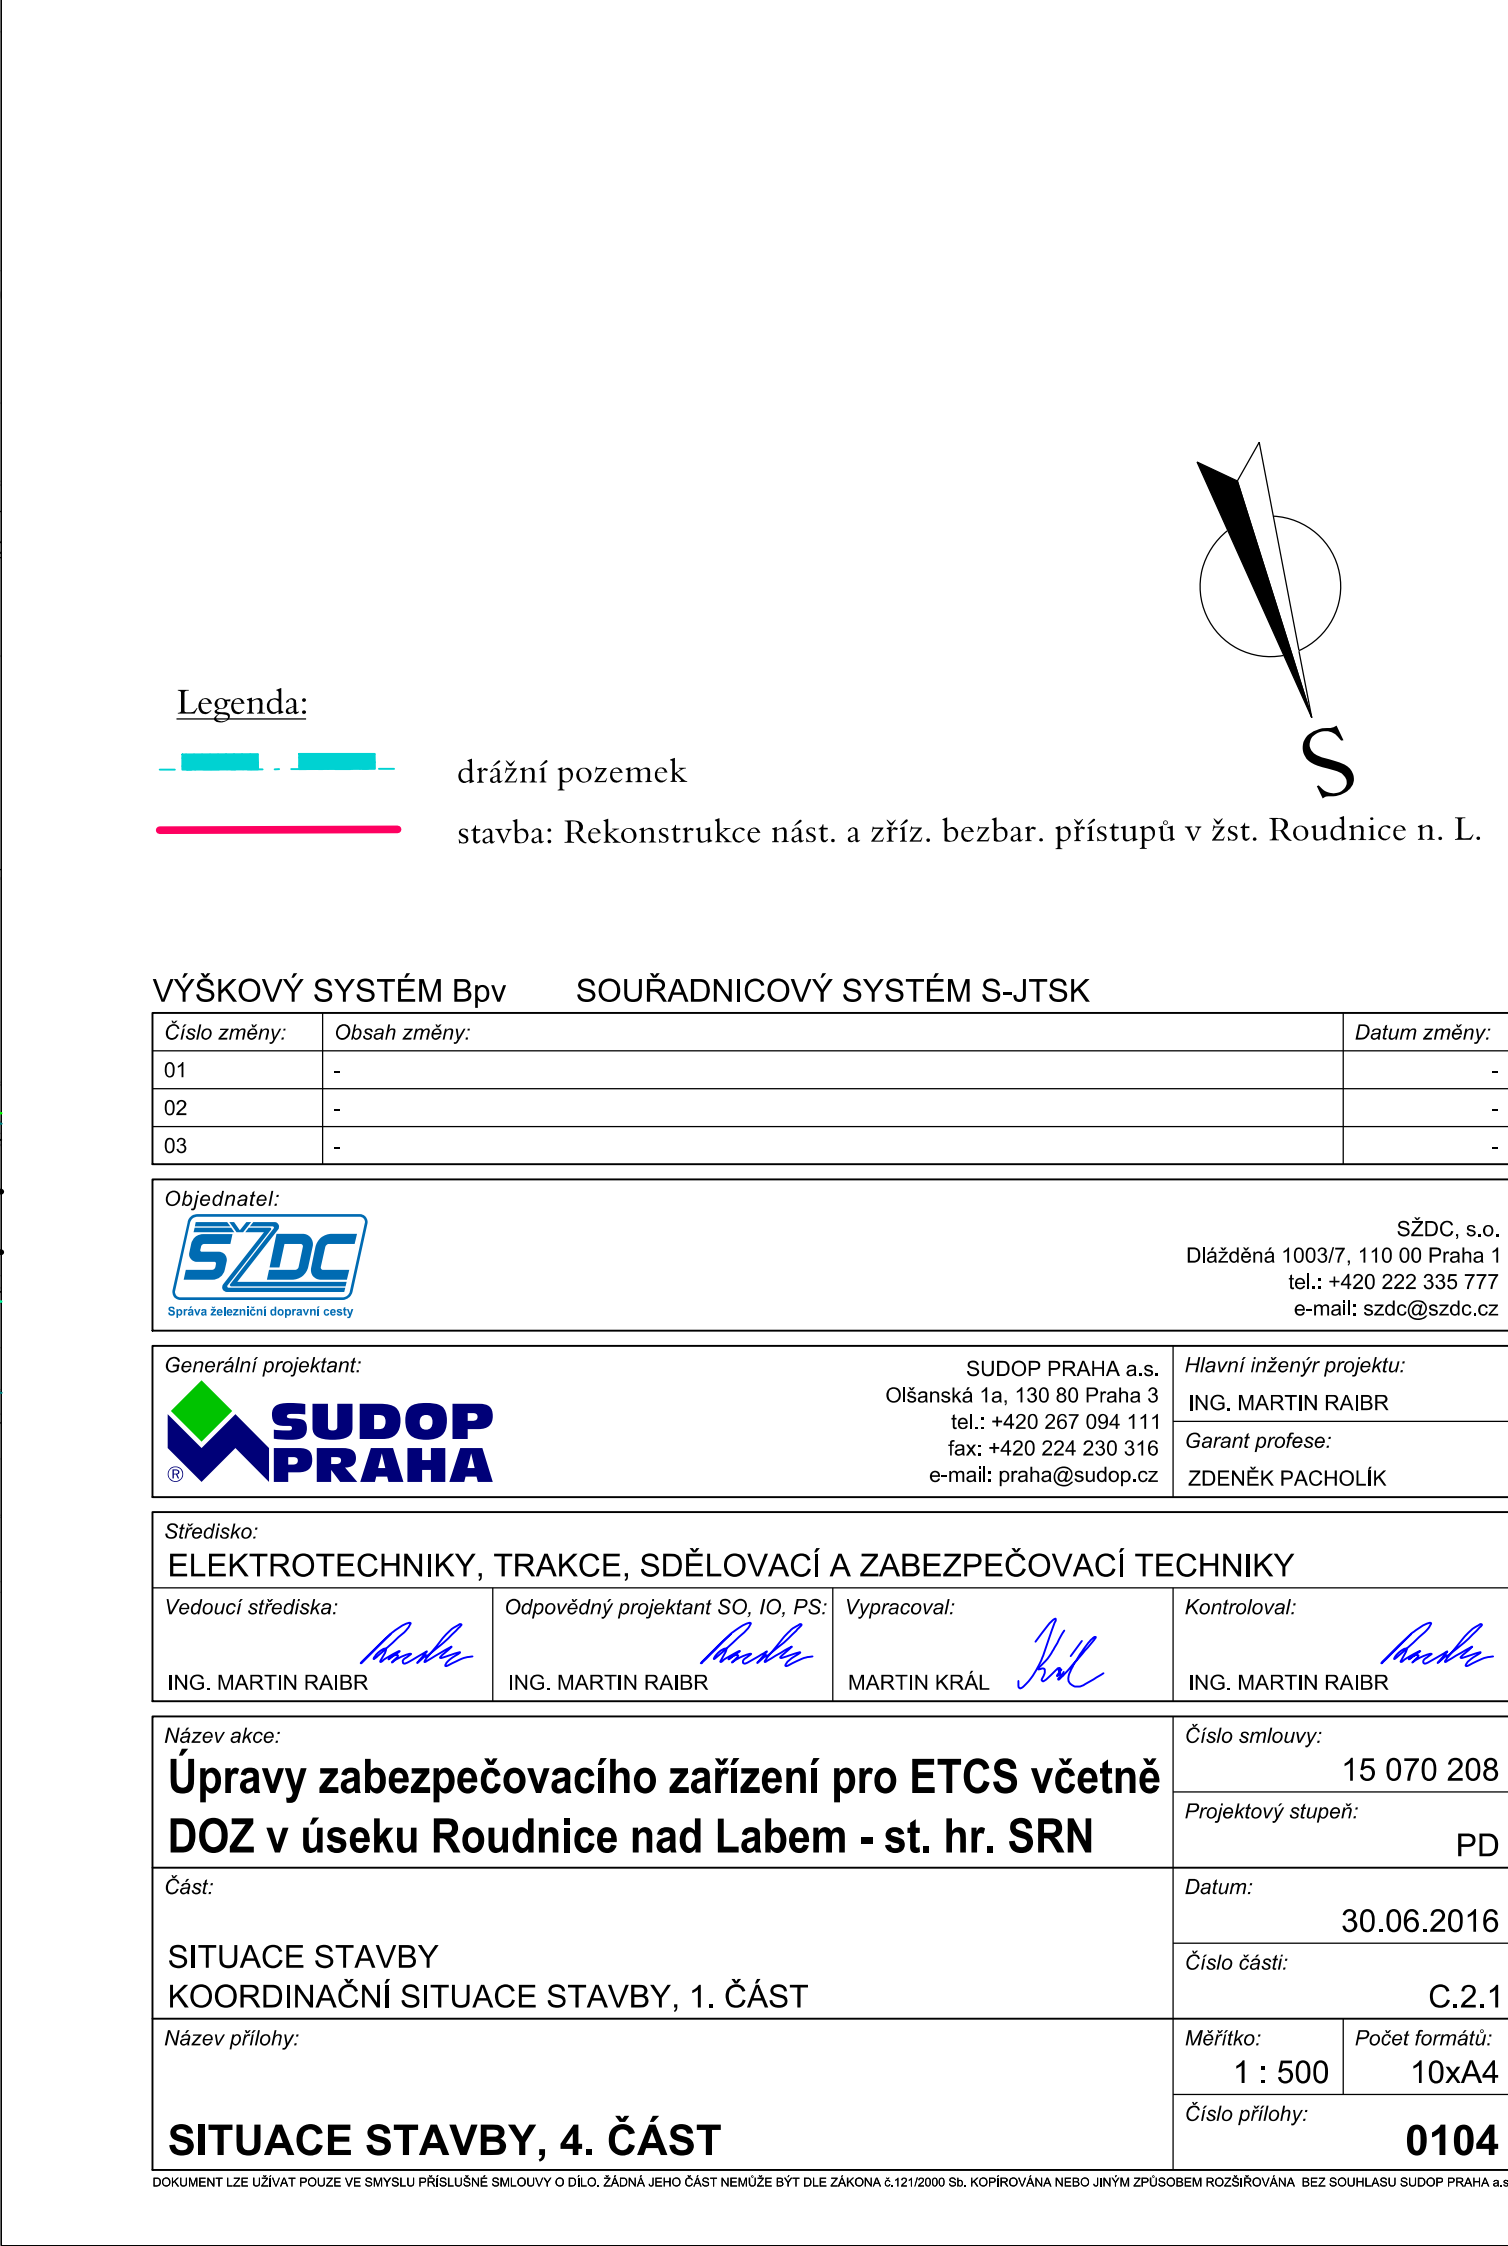 S
Legenda:
drážní pozemek
stavba: Rekonstrukce nást. a zříz. bezbar. přístupů v žst. Roudnice n. L.
VÝŠKOVÝ SYSTÉM Bpv SOUŘADNICOVÝ SYSTÉM S-JTSK
Číslo změny: Obsah změny: Datum změny:
01 - -
02 - -
03 - -
Objednatel:
SŽDC
Správa železniční dopravní cesty
SŽDC, s.o.
Dlážděná 1003/7, 110 00 Praha 1
tel.: +420 222 335 777
e-mail: szdc@szdc.cz
Generální projektant:
SUDOP
PRAHA
®
SUDOP PRAHA a.s.
Olšanská 1a, 130 80 Praha 3
tel.: +420 267 094 111
fax: +420 224 230 316
e-mail: praha@sudop.cz
Hlavní inženýr projektu:
ING. MARTIN RAIBR
Garant profese:
ZDENĚK PACHOLÍK
Středisko:
ELEKTROTECHNIKY, TRAKCE, SDĚLOVACÍ A ZABEZPEČOVACÍ TECHNIKY
Vedoucí střediska: Odpovědný projektant SO, IO, PS: Vypracoval: Kontroloval:
Král
ING. MARTIN RAIBR ING. MARTIN RAIBR MARTIN KRÁL ING. MARTIN RAIBR
Název akce:
Úpravy zabezpečovacího zařízení pro ETCS včetně
DOZ v úseku Roudnice nad Labem - st. hr. SRN
Číslo smlouvy:
15 070 208
Projektový stupeň:
PD
Část:
SITUACE STAVBY
KOORDINAČNÍ SITUACE STAVBY, 1. ČÁST
Datum:
30.06.2016
Číslo části:
C.2.1
Název přílohy:
SITUACE STAVBY, 4. ČÁST
Měřítko: Počet formátů:
1 : 500 10xA4
Číslo přílohy:
0104
DOKUMENT LZE UŽÍVAT POUZE VE SMYSLU PŘÍSLUŠNÉ SMLOUVY O DÍLO. ŽÁDNÁ JEHO ČÁST NEMŮŽE BÝT DLE ZÁKONA č.121/2000 Sb. KOPÍROVÁNA NEBO JINÝM ZPŮSOBEM ROZŠIŘOVÁNA BEZ SOUHLASU SUDOP PRAHA a.s